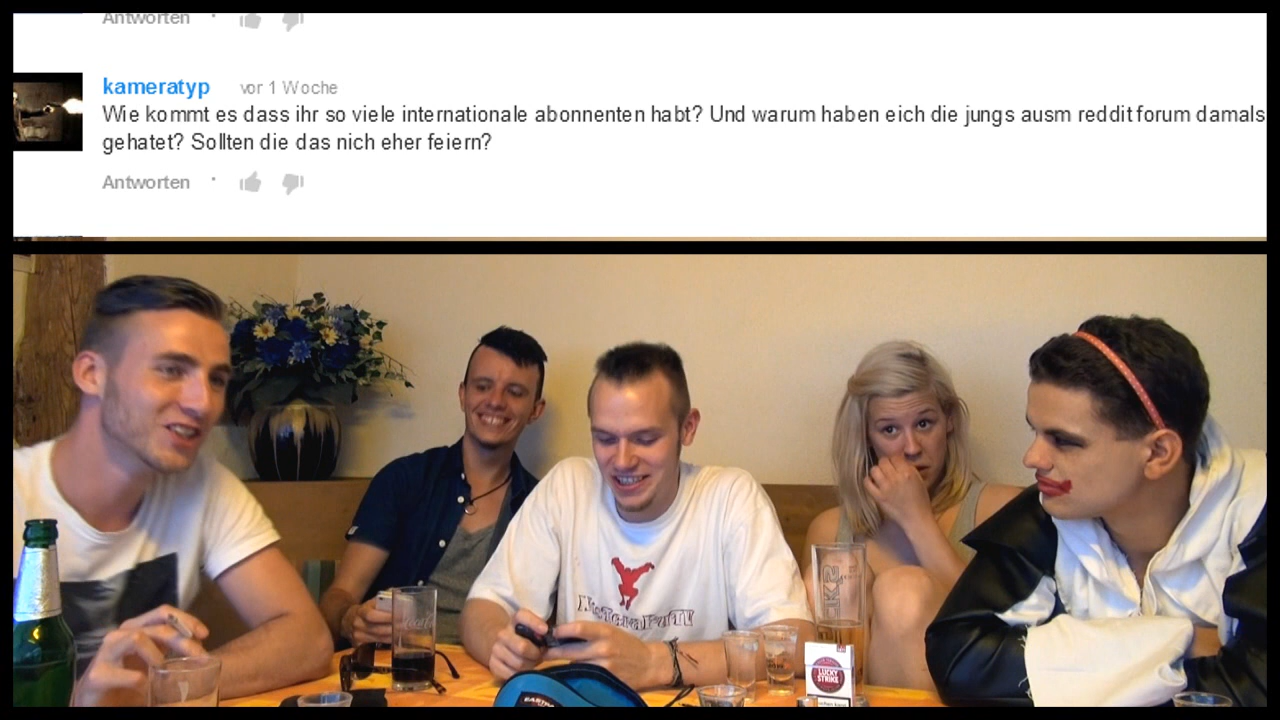 Antworten
kameratyp vor 1 Woche
Wie kommt es dass ihr so viele internationale abonnenten habt? Und warum haben eich die jungs ausm reddit forum damals
gehatet? Sollten die das nich eher feiern?
Antworten
LUCKY
STRIKE